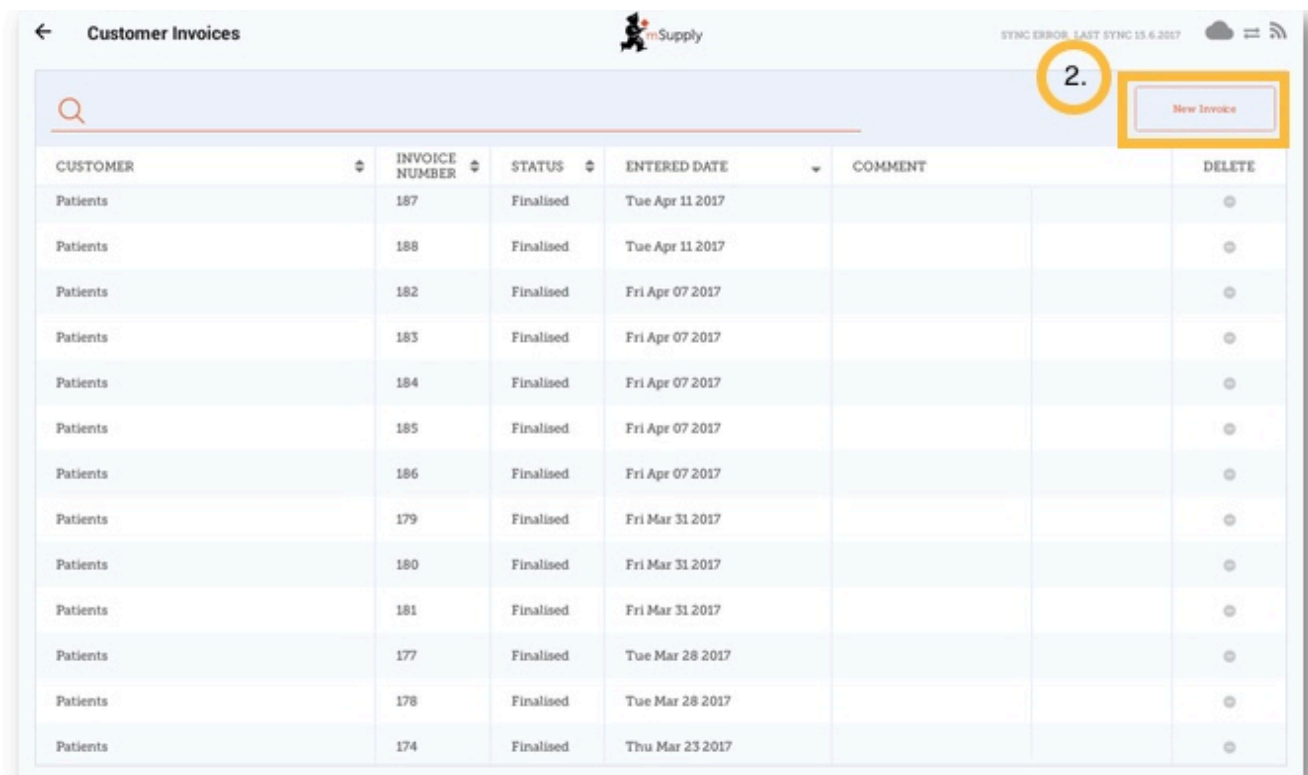 Customer Invoices mSupply SYNC ERROR. LAST SYNC 15.6.2017
2.
New Invoice
CUSTOMER INVOICE NUMBER STATUS ENTERED DATE COMMENT DELETE
Patients 187 Finalised Tue Apr 11 2017
Patients 188 Finalised Tue Apr 11 2017
Patients 182 Finalised Fri Apr 07 2017
Patients 183 Finalised Fri Apr 07 2017
Patients 184 Finalised Fri Apr 07 2017
Patients 185 Finalised Fri Apr 07 2017
Patients 186 Finalised Fri Apr 07 2017
Patients 179 Finalised Fri Mar 31 2017
Patients 180 Finalised Fri Mar 31 2017
Patients 181 Finalised Fri Mar 31 2017
Patients 177 Finalised Tue Mar 28 2017
Patients 178 Finalised Tue Mar 28 2017
Patients 174 Finalised Thu Mar 23 2017